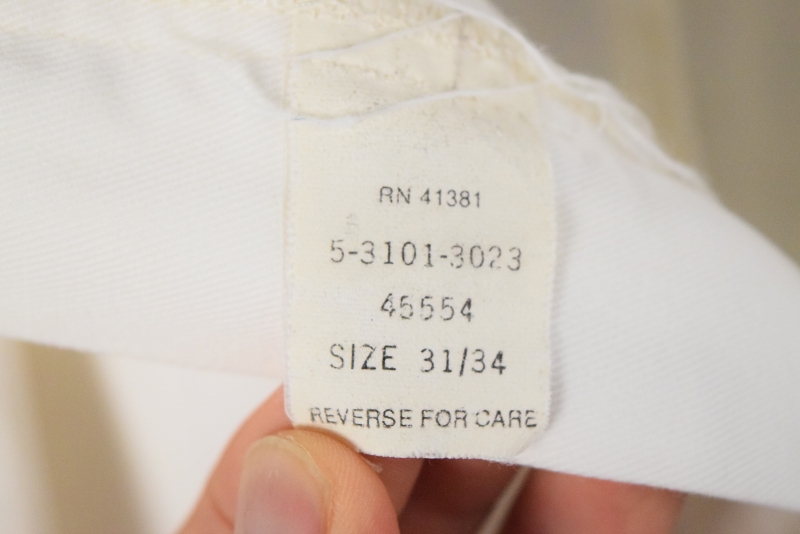 RN 41381
5-3101-3023
45554
SIZE 31/34
REVERSE FOR CARE